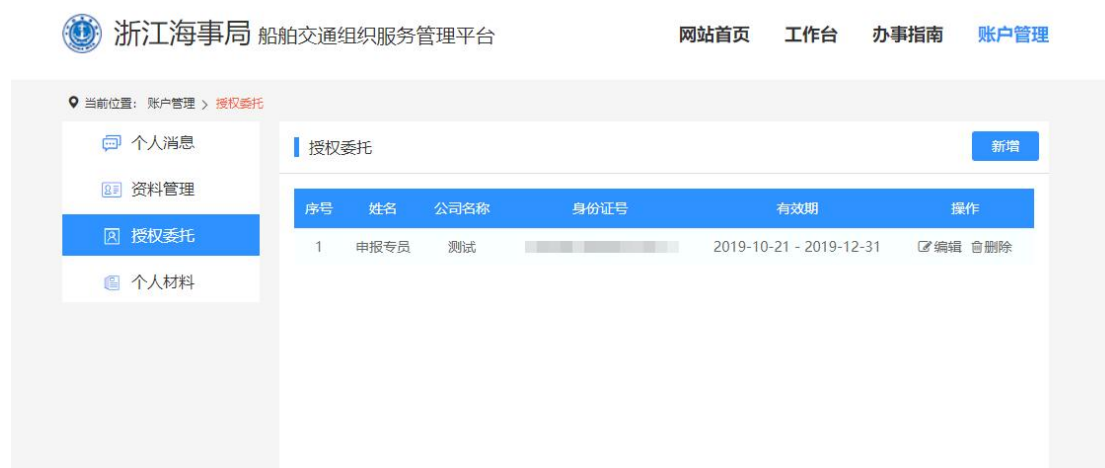 浙江海事局 船舶交通组织服务管理平台
网站首页 工作台 办事指南 账户管理
当前位置： 账户管理 > 授权委托
个人消息
资料管理
授权委托
个人材料
授权委托 新增
序号 姓名 公司名称 身份证号 有效期 操作
1 申报专员 测试 2019-10-21 - 2019-12-31 编辑 删除